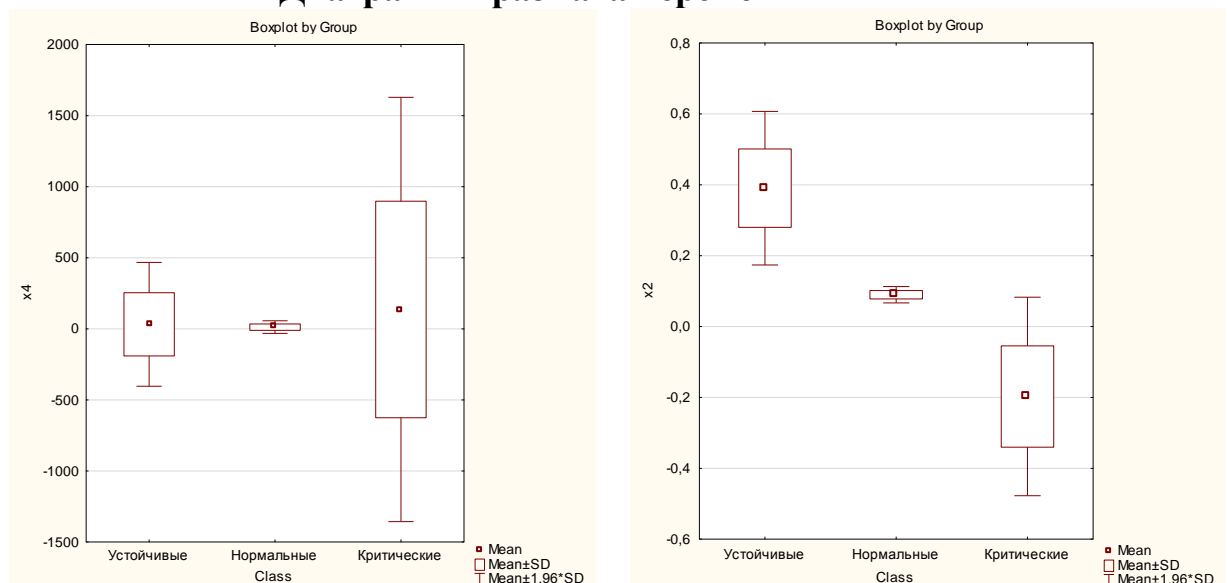 Boxplot by Group
2000
1500
1000
500
0
-500
-1000
-1500
x4
Устойчивые Нормальные Критические
Class
Mean
Mean±SD
Mean±1,96*SD
Boxplot by Group
0,8
0,6
0,4
0,2
0,0
-0,2
-0,4
-0,6
x2
Устойчивые Нормальные Критические
Class
Mean
Mean±SD
Mean±1,96*SD